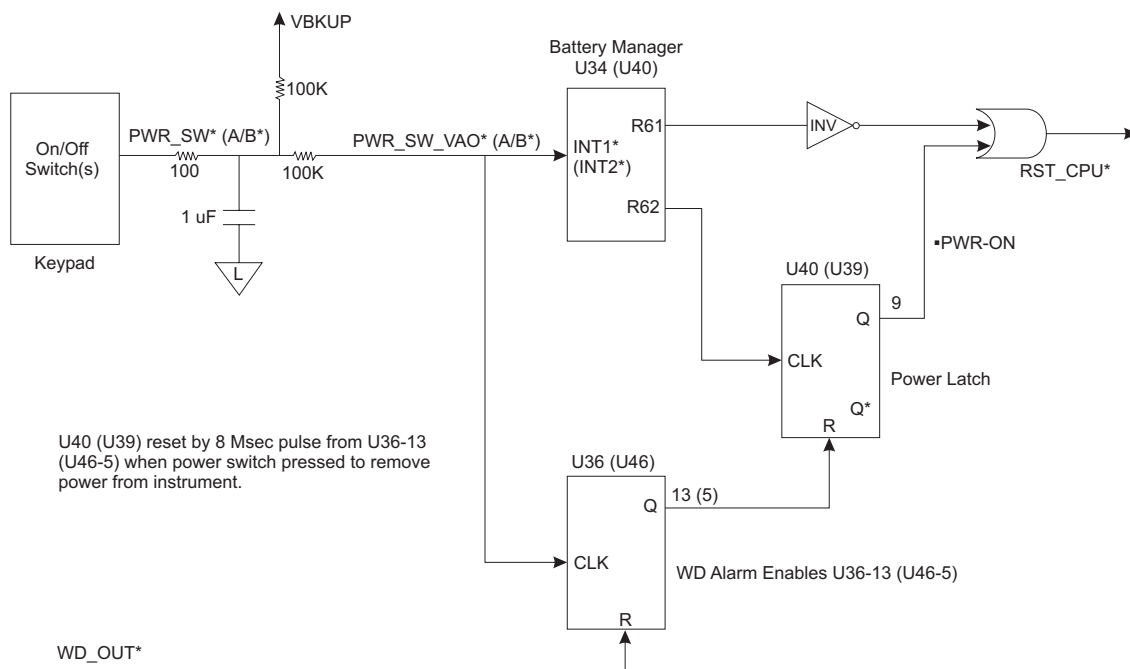 VBKUP
100K
Battery Manager
U34 (U40)
On/Off
Switch(s)
Keypad
PWR_SW* (A/B*)
100
100K
1 uF
L
PWR_SW_VAO* (A/B*)
INT1*
(INT2*)
R61
R62
INV
RST_CPU*
▪PWR-ON
U40 (U39)
9
Q
CLK
Q*
R
Power Latch
U40 (U39) reset by 8 Msec pulse from U36-13
(U46-5) when power switch pressed to remove
power from instrument.
U36 (U46)
Q
13 (5)
CLK
R
WD Alarm Enables U36-13 (U46-5)
WD_OUT*